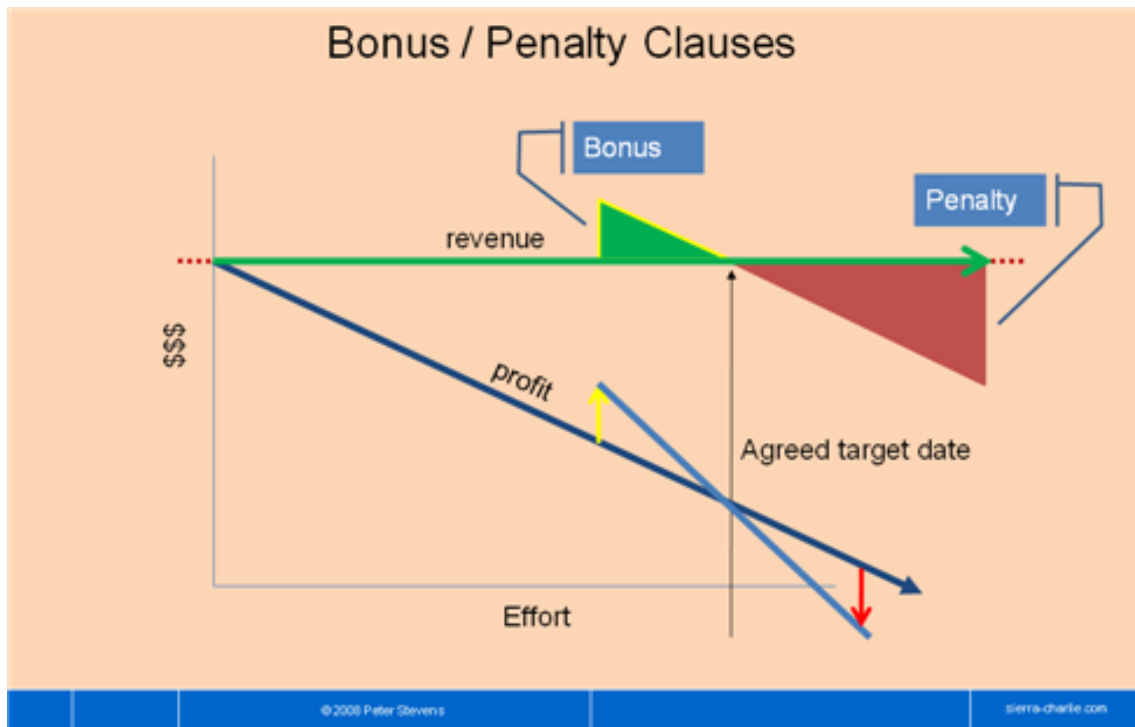 Bonus / Penalty Clauses
Bonus
Penalty
revenue
$$$
profit
Agreed target date
Effort
© 2008 Peter Stevens
sierra-charlie.com